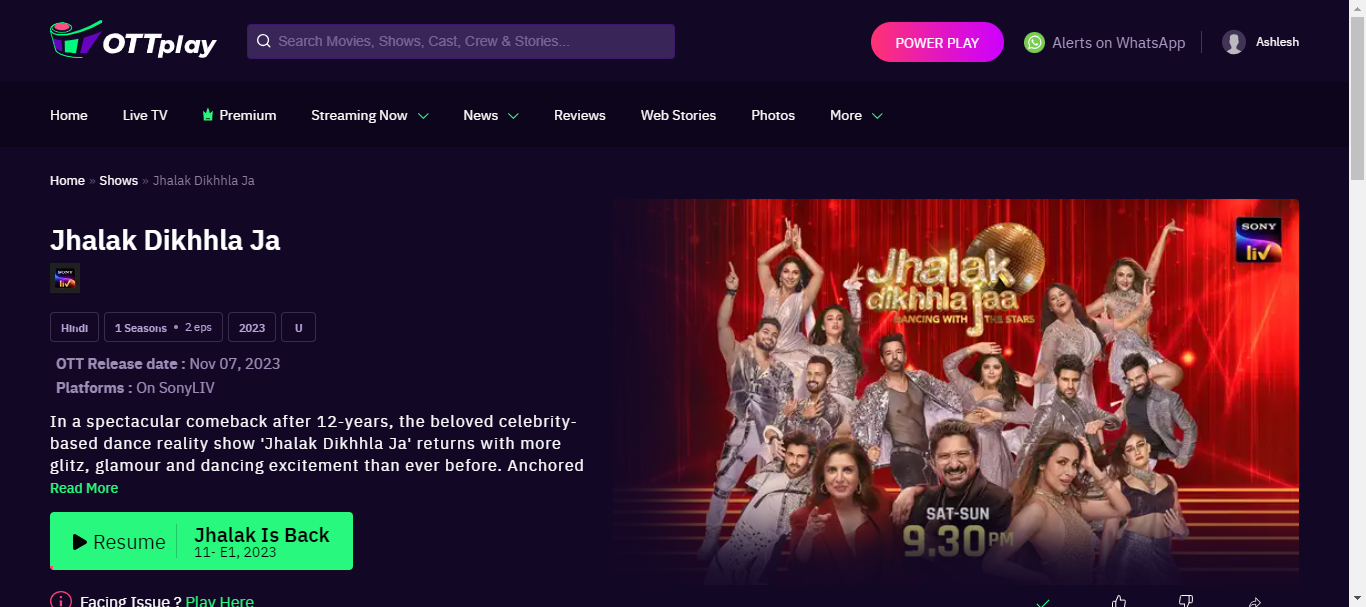 OTTplay
Search Movies, Shows, Cast, Crew & Stories...
POWER PLAY
Alerts on WhatsApp
Ashlesh
Home
Live TV
Premium
Streaming Now
News
Reviews
Web Stories
Photos
More
Home » Shows » Jhalak Dikhhla Ja
Jhalak Dikhhla Ja
SONY
liv
Hindi
1 Seasons • 2 eps
2023
U
OTT Release date : Nov 07, 2023
Platforms : On SonyLIV
In a spectacular comeback after 12-years, the beloved celebrity-
based dance reality show 'Jhalak Dikhhla Ja' returns with more
glitz, glamour and dancing excitement than ever before. Anchored
Read More
Resume
Jhalak Is Back
11- E1, 2023
Facing Issue ? Play Here
SONY
liv
Jhalak
dikhhla jaa
DANCING WITH THE STARS
SAT-SUN
9.30PM